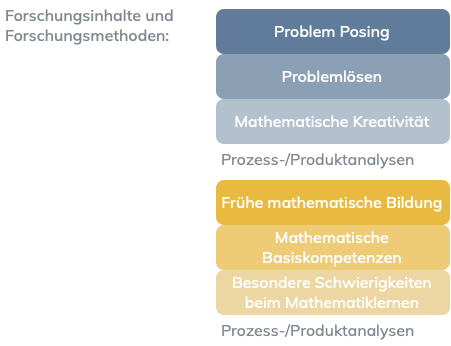 Forschungsinhalte und
Forschungsmethoden:
Problem Posing
Problemlösen
Mathematische Kreativität
Prozess-/Produktanalysen
Frühe mathematische Bildung
Mathematische
Basiskompetenzen
Besondere Schwierigkeiten
beim Mathematiklernen
Prozess-/Produktanalysen